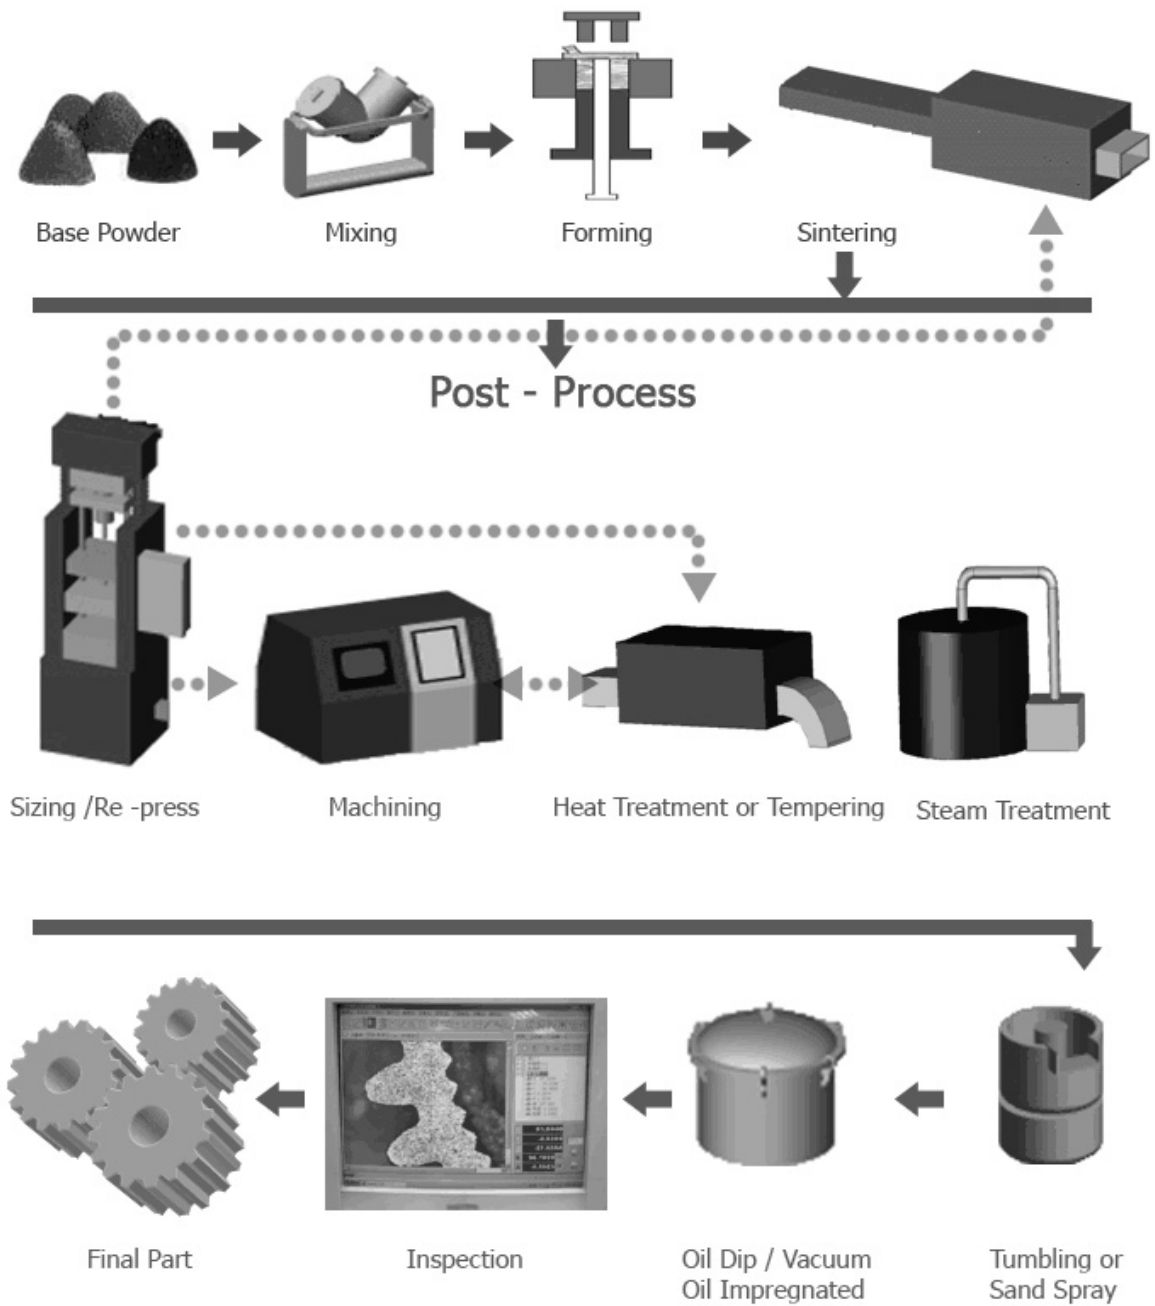 Base Powder
Mixing
Forming
Sintering
Post - Process
Sizing /Re -press
Machining
Heat Treatment or Tempering
Steam Treatment
Final Part
Inspection
Oil Dip / Vacuum
Oil Impregnated
Tumbling or
Sand Spray